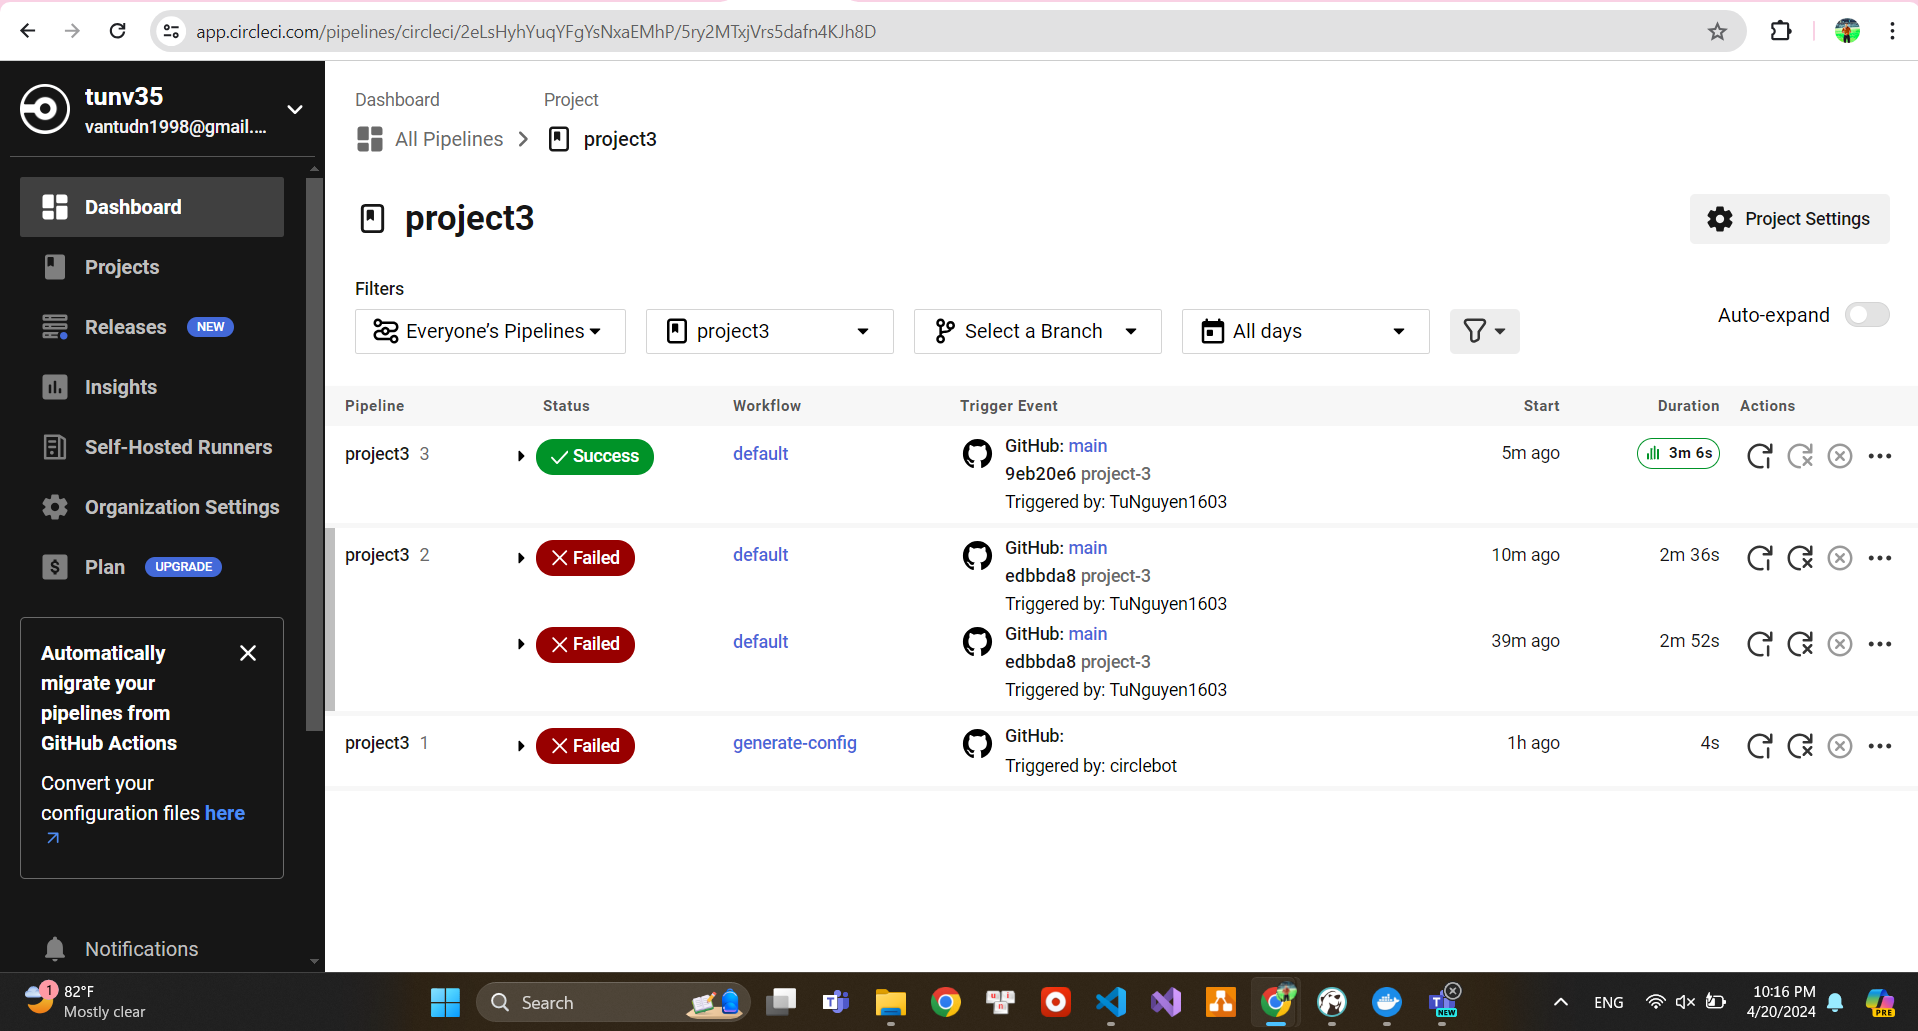 app.circleci.com/pipelines/circleci/2eLsHyhYuqYFgYsNxaEMhP/5ry2MTxjVrs5dafn4KJh8D
tunv35
vantudn1998@gmail....
Dashboard
Projects
Releases NEW
Insights
Self-Hosted Runners
Organization Settings
Plan UPGRADE
Automatically
migrate your
pipelines from
GitHub Actions
Convert your
configuration files here
Notifications
Dashboard Project
All Pipelines project3
project3
Project Settings
Filters
Everyone's Pipelines project3 Select a Branch All days
Auto-expand
Pipeline Status Workflow Trigger Event Start Duration Actions
project3 3 Success default GitHub: main 5m ago 3m 6s
9eb20e6 project-3
Triggered by: TuNguyen1603
project3 2 Failed default GitHub: main 10m ago 2m 36s
edbbda8 project-3
Triggered by: TuNguyen1603
Failed default GitHub: main 39m ago 2m 52s
edbbda8 project-3
Triggered by: TuNguyen1603
project3 1 Failed generate-config GitHub: 1h ago 4s
Triggered by: circlebot
1
82°F
Mostly clear
Search
NEW
ENG
10:16 PM
4/20/2024
PRE